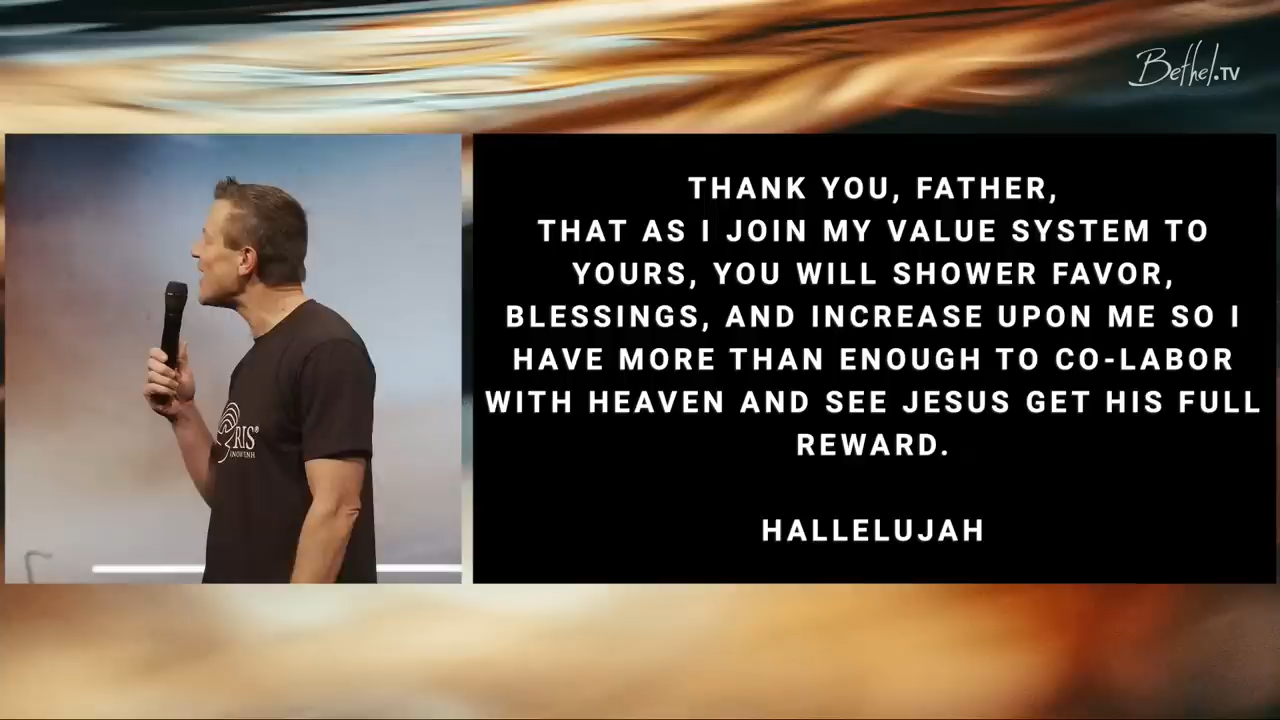 Bethel.TV
THANK YOU, FATHER,
THAT AS I JOIN MY VALUE SYSTEM TO
YOURS, YOU WILL SHOWER FAVOR,
BLESSINGS, AND INCREASE UPON ME SO I
HAVE MORE THAN ENOUGH TO CO-LABOR
WITH HEAVEN AND SEE JESUS GET HIS FULL
REWARD.
HALLELUJAH
RIS®